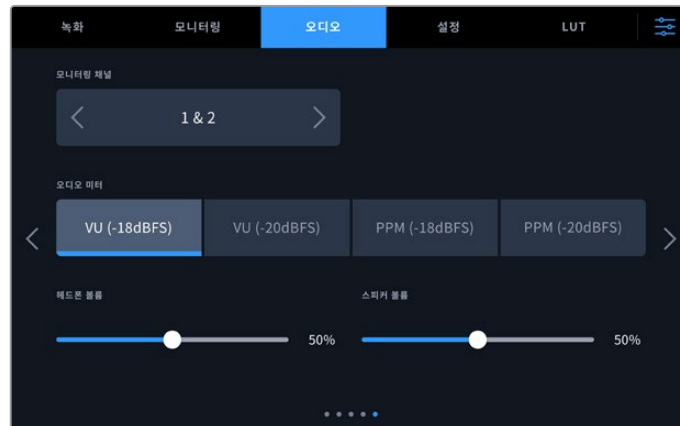 녹화 모니터링 오디오 설정 LUT
모니터링 채널
1 & 2
오디오 미터
VU (-18dBFS) VU (-20dBFS) PPM (-18dBFS) PPM (-20dBFS)
헤드폰 볼륨 스피커 볼륨
50% 50%